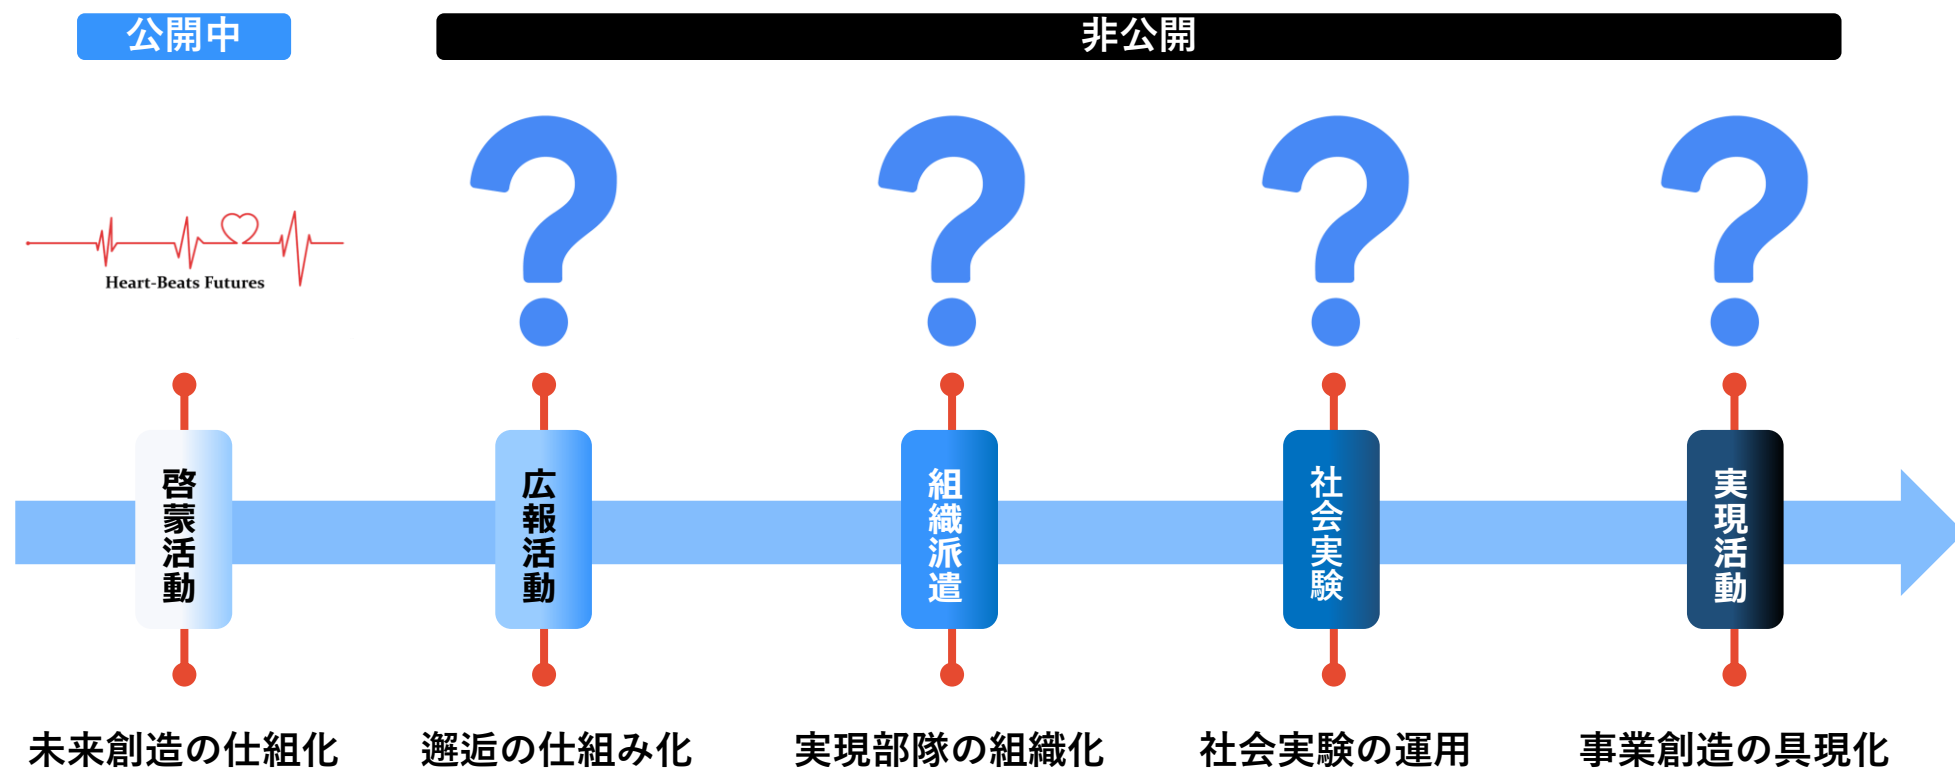 公開中
非公開
Heart-Beats Futures
啓蒙活動
広報活動
組織派遣
社会実験
実現活動
未来創造の仕組化
邂逅の仕組み化
実現部隊の組織化
社会実験の運用
事業創造の具現化